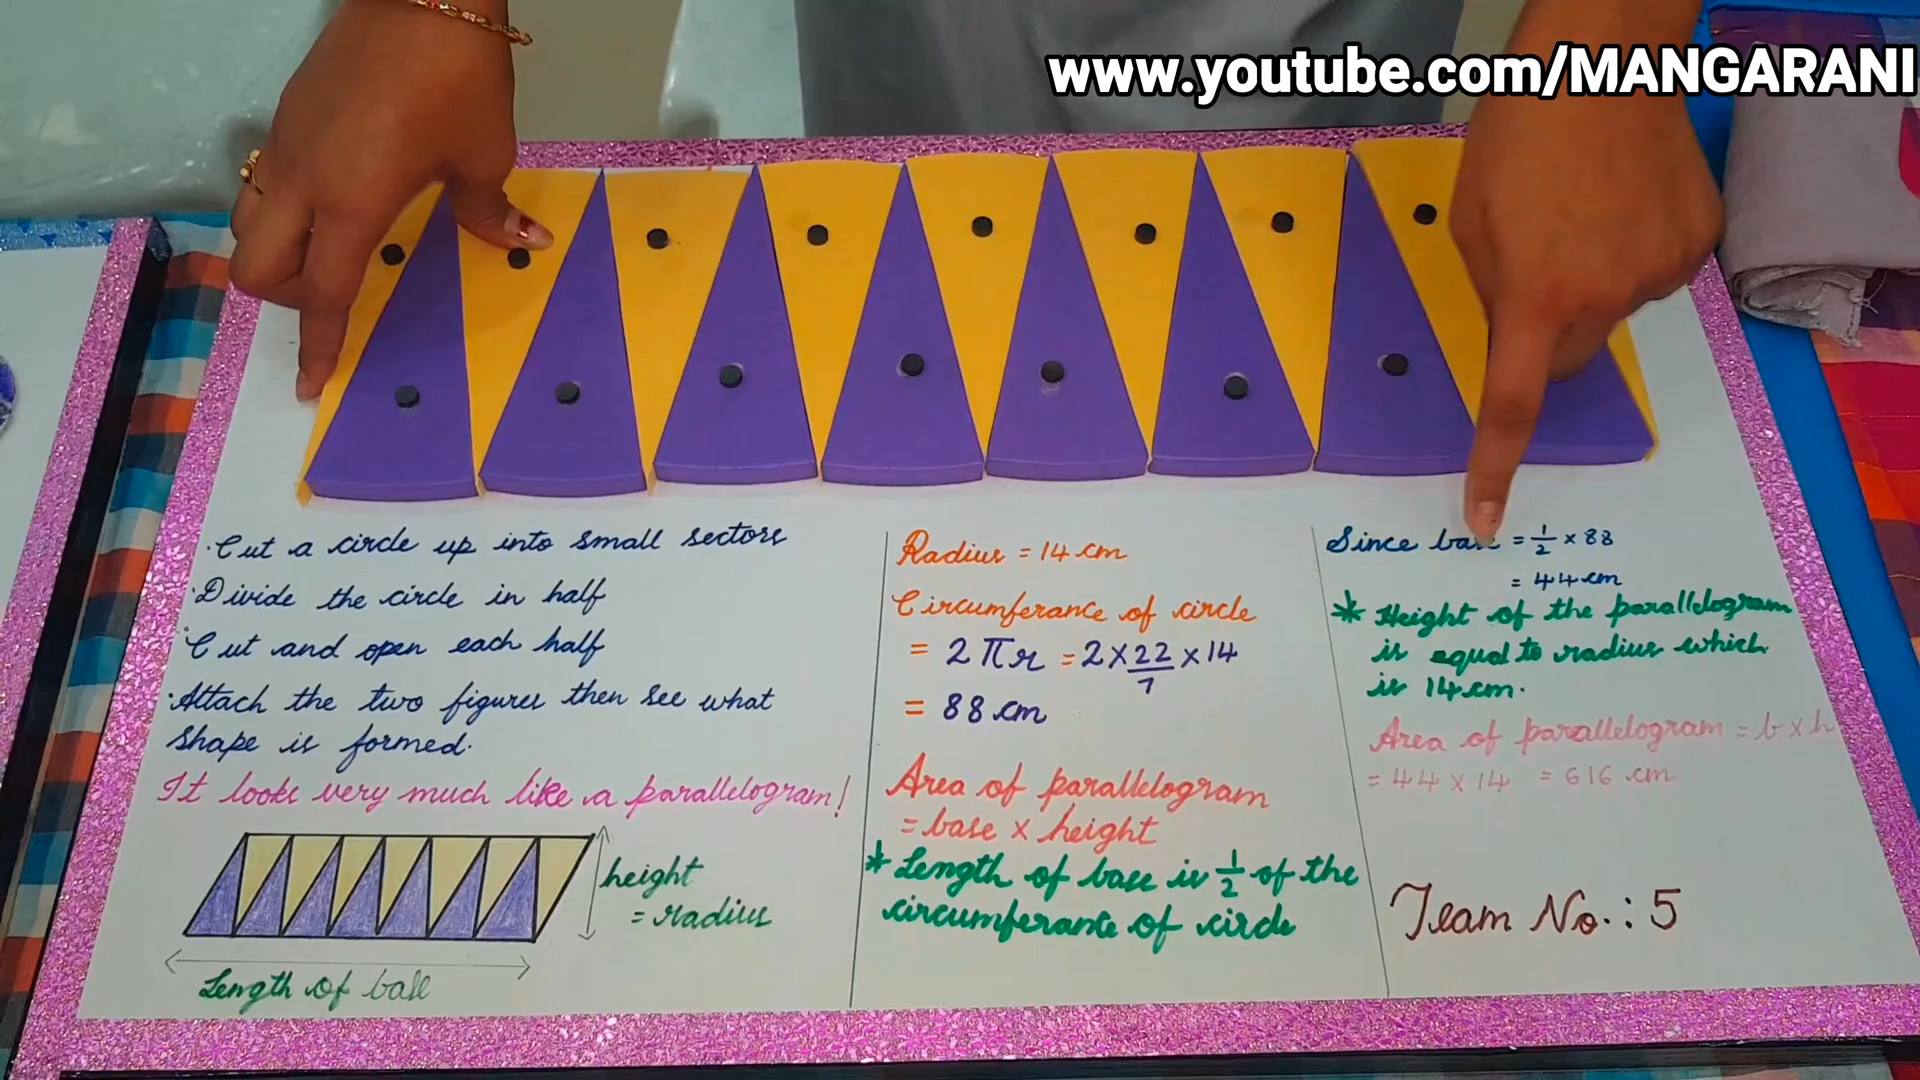 www.youtube.com/MANGARANI
Cut a circle up into small sectors
Divide the circle in half
Cut and open each half
Attach the two figures then see what
shape is formed.
It looks very much like a parallelogram!
height
= radius
Length of base
Radius = 14 cm
Circumferance of circle
= 2πr = 2 × 22/7 × 14
= 88 cm
Area of parallelogram
= base × height
* Length of base is 1/2 of the
circumferance of circle
Since base = 1/2 × 88
= 44 cm
* Height of the parallelogram
is equal to radius which
is 14 cm.
Area of parallelogram = b × h
= 44 × 14 = 616 cm
Team No.: 5